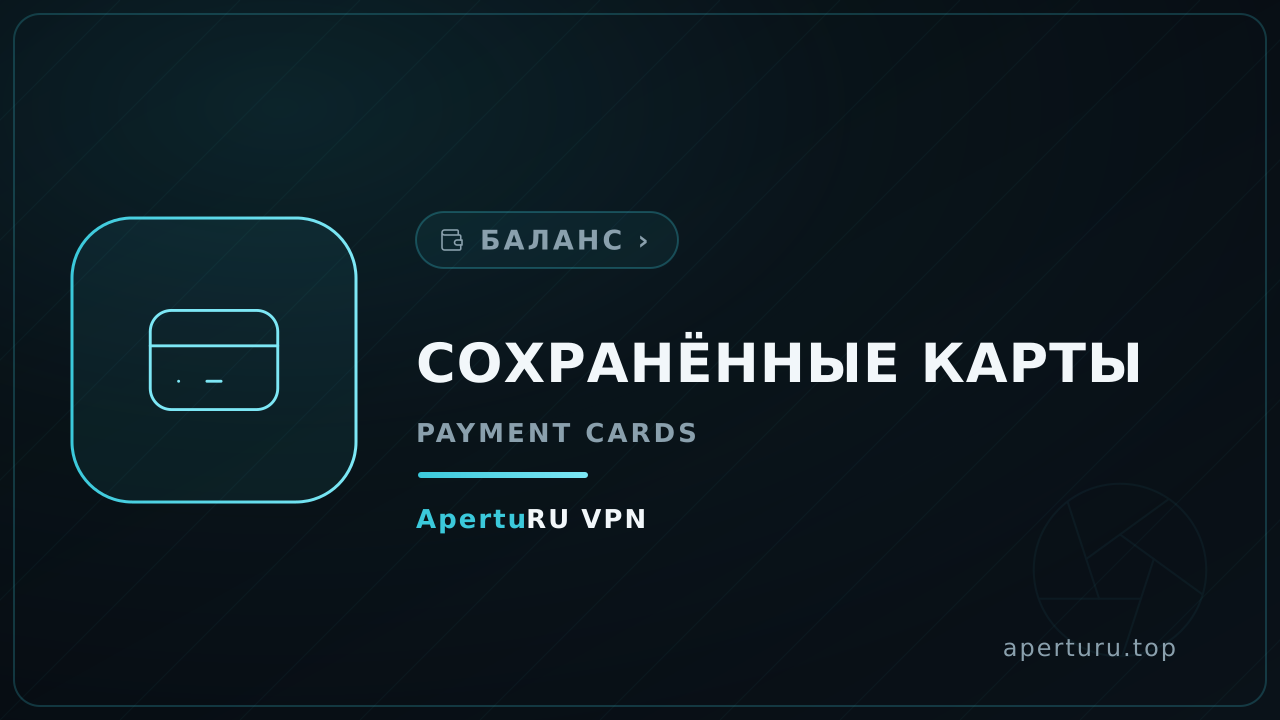 БАЛАНС ›
СОХРАНЁННЫЕ КАРТЫ
PAYMENT CARDS
ApertuRU VPN
aperturu.top